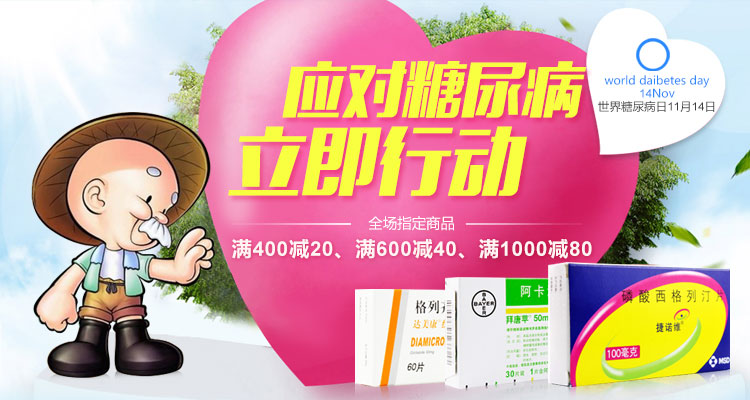 应对糖尿病
立即行动
world daibetes day
14Nov
世界糖尿病日11月14日
全场指定商品
满400减20、满600减40、满1000减80
格列
达美康
DIAMICRO
60片
BAYER
阿卡
拜唐苹 50m
30片
磷酸西格列汀片
捷诺维
100毫克
MSD